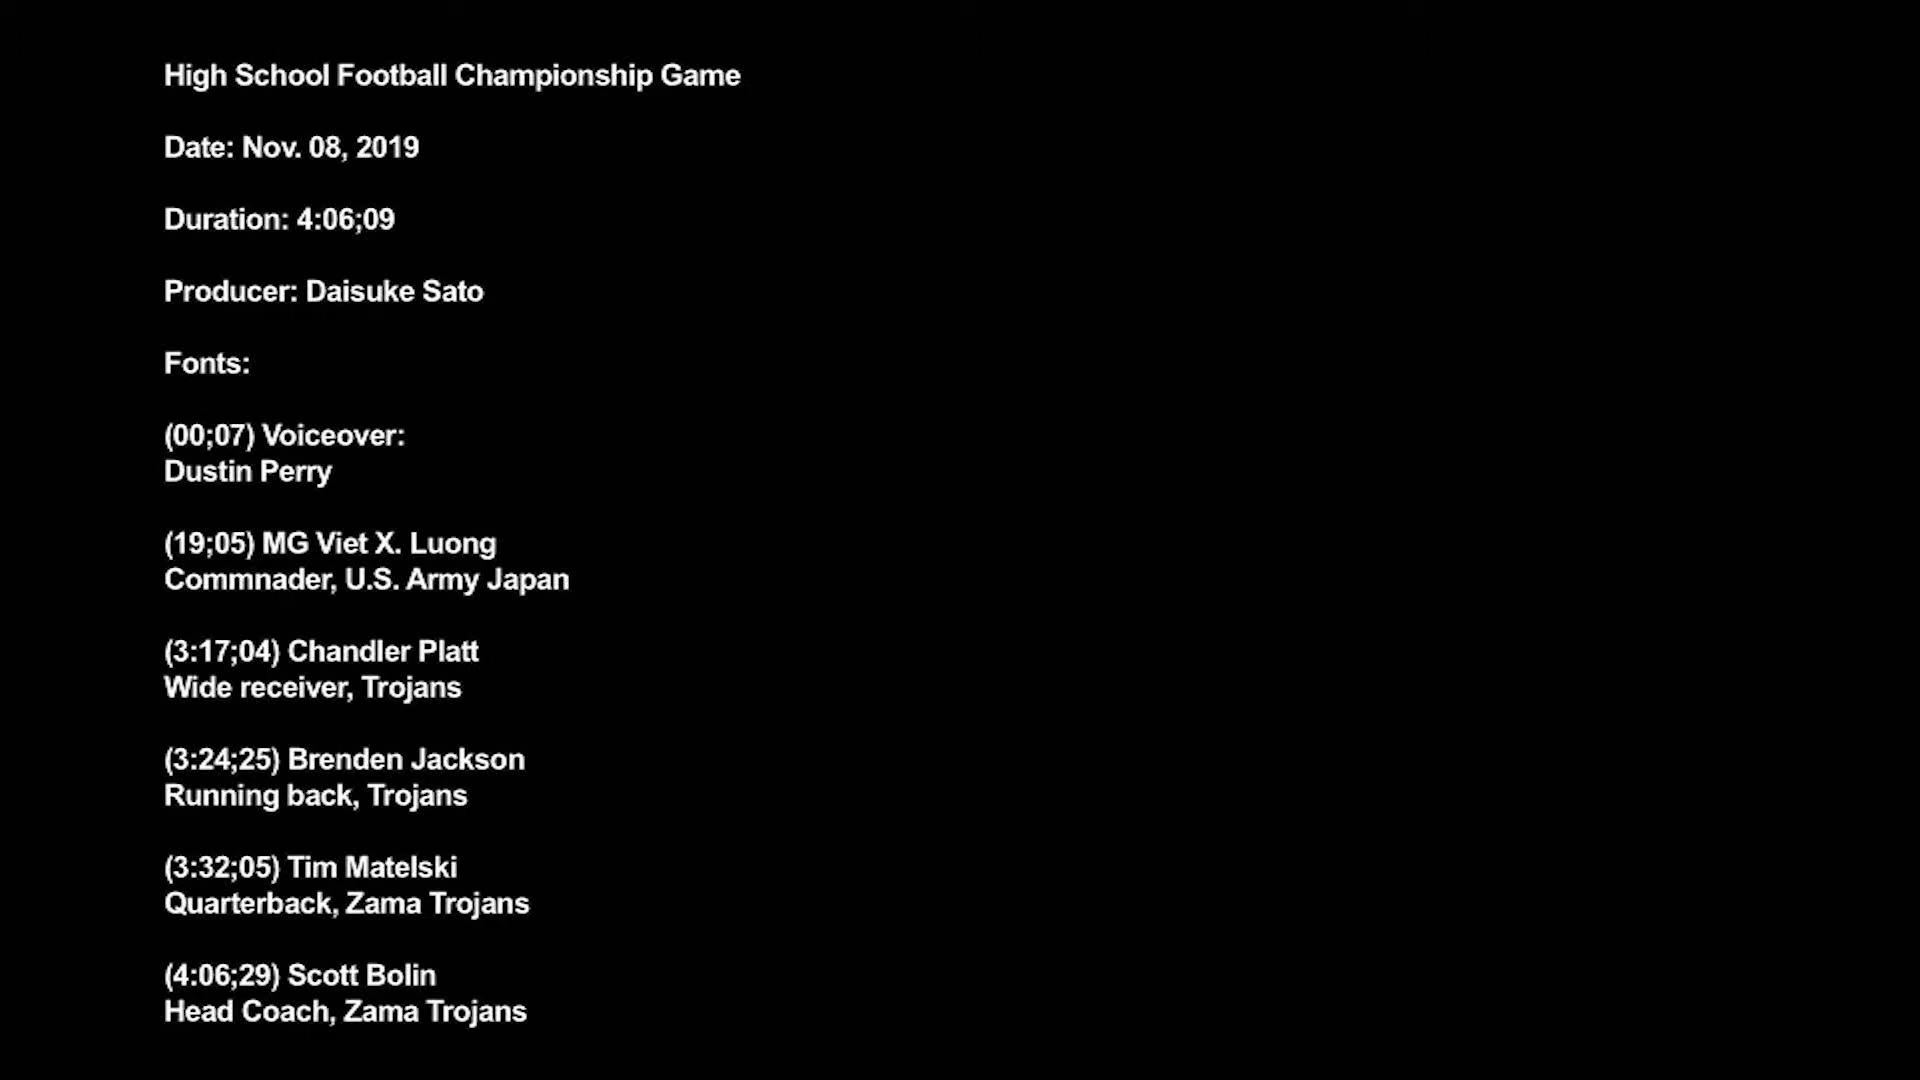 High School Football Championship Game
Date: Nov. 08, 2019
Duration: 4:06;09
Producer: Daisuke Sato
Fonts:
(00;07) Voiceover:
Dustin Perry
(19;05) MG Viet X. Luong
Commnader, U.S. Army Japan
(3:17;04) Chandler Platt
Wide receiver, Trojans
(3:24;25) Brenden Jackson
Running back, Trojans
(3:32;05) Tim Matelski
Quarterback, Zama Trojans
(4:06;29) Scott Bolin
Head Coach, Zama Trojans